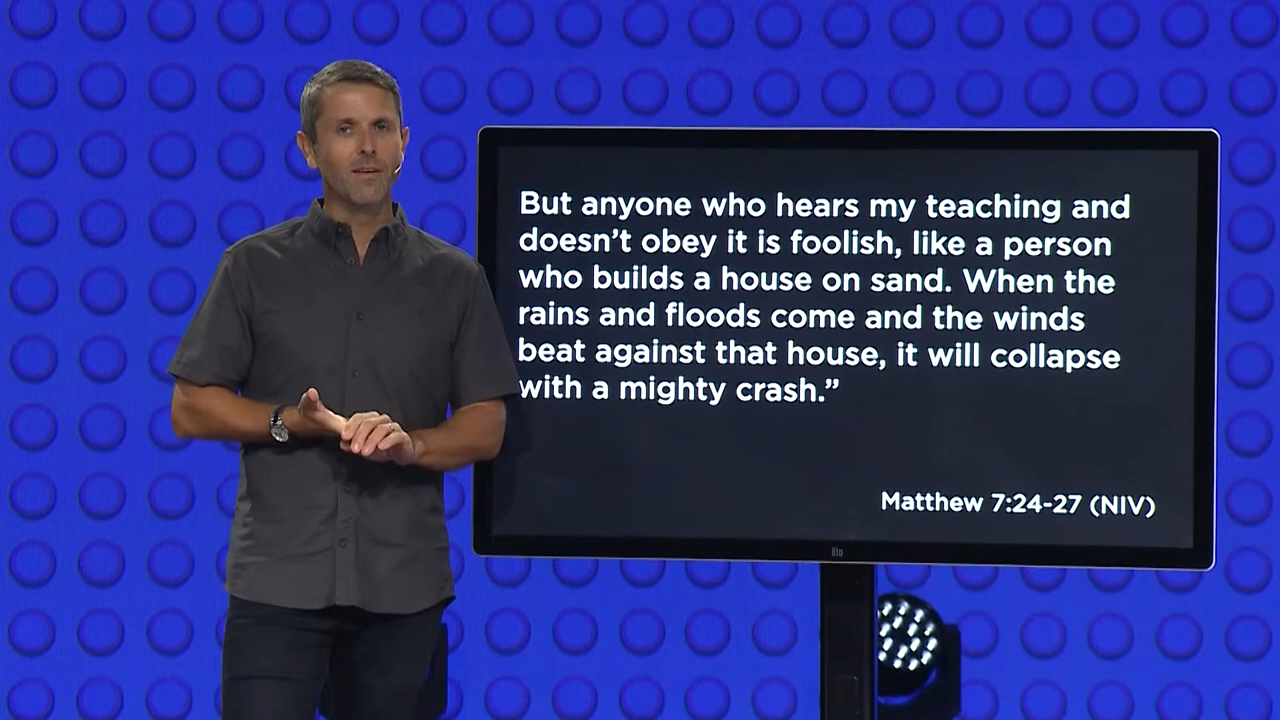 But anyone who hears my teaching and
doesn’t obey it is foolish, like a person
who builds a house on sand. When the
rains and floods come and the winds
beat against that house, it will collapse
with a mighty crash.”
Matthew 7:24-27 (NIV)
elo